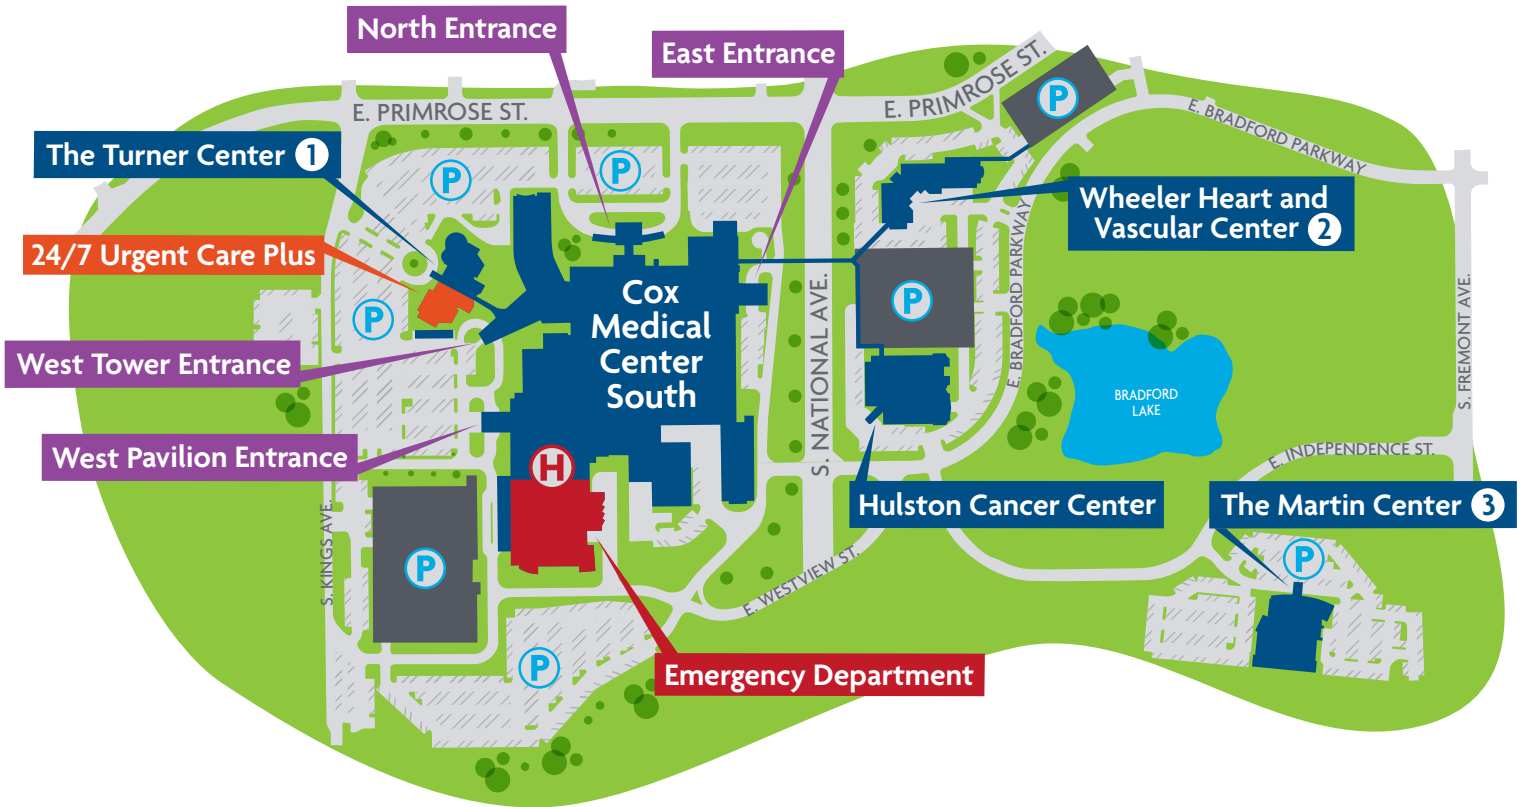 North Entrance
East Entrance
E. PRIMROSE ST.
E. PRIMROSE ST.
P
E. BRADFORD PARKWAY
The Turner Center 1
P
P
Wheeler Heart and
Vascular Center 2
24/7 Urgent Care Plus
E. BRADFORD PARKWAY
Cox
Medical
Center
South
P
P
S. NATIONAL AVE.
S. FREMONT AVE.
West Tower Entrance
BRADFORD
LAKE
West Pavilion Entrance
H
E. INDEPENDENCE ST.
Hulston Cancer Center
The Martin Center 3
S. KINGS AVE.
P
P
E. WESTVIEW ST.
P
Emergency Department